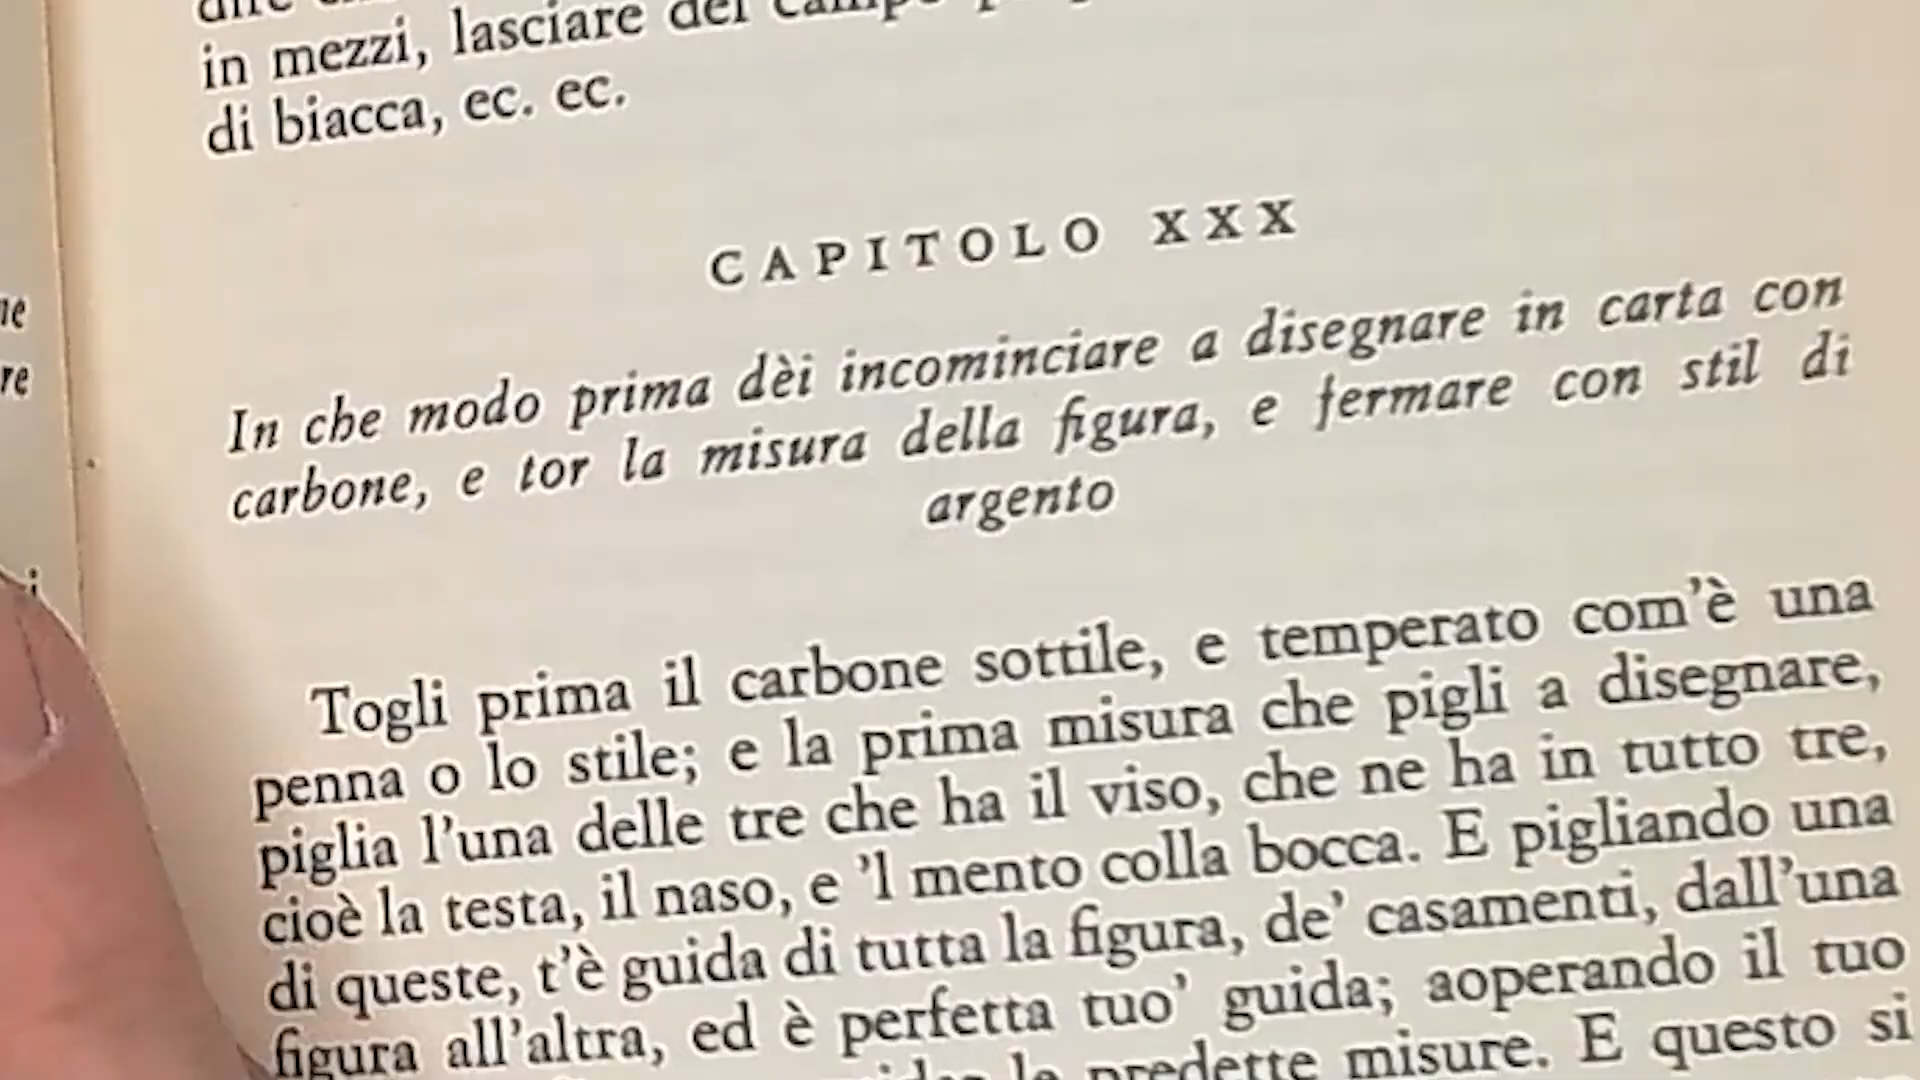 in mezzi, lasciare del campo
di biacca, ec. ec.
CAPITOLO XXX
In che modo prima dèi incominciare a disegnare in carta con
carbone, e tor la misura della figura, e fermare con stil di
argento
Togli prima il carbone sottile, e temperato com'è una
penna o lo stile; e la prima misura che pigli a disegnare,
piglia l'una delle tre che ha il viso, che ne ha in tutto tre,
cioè la testa, il naso, e 'l mento colla bocca. E pigliando una
di queste, t'è guida di tutta la figura, de' casamenti, dall'una
figura all'altra, ed è perfetta tuo' guida; aoperando il tuo
le predette misure. E questo si